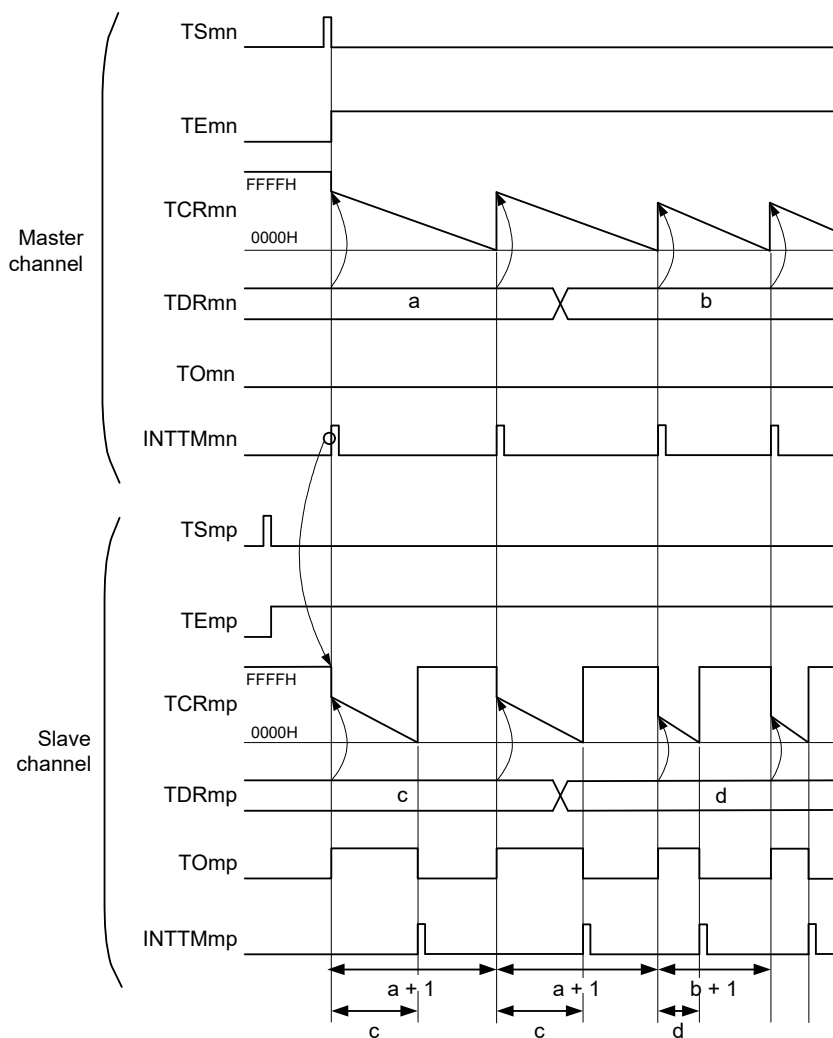 TSmn
TEmn
FFFFH
TCRmn
Master
channel
0000H
TDRmn
a
b
TOmn
INTTMmn
TSmp
TEmp
FFFFH
TCRmp
0000H
Slave
channel
TDRmp
c
d
TOmp
INTTMmp
a + 1
a + 1
b + 1
c
c
d